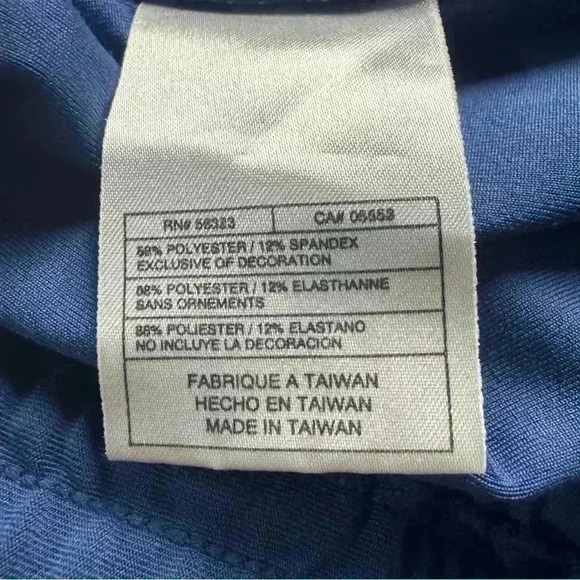 RN# 56323 CA# 05553
88% POLYESTER / 12% SPANDEX
EXCLUSIVE OF DECORATION
88% POLYESTER / 12% ELASTHANNE
SANS ORNEMENTS
88% POLIESTER / 12% ELASTANO
NO INCLUYE LA DECORACION
FABRIQUE A TAIWAN
HECHO EN TAIWAN
MADE IN TAIWAN